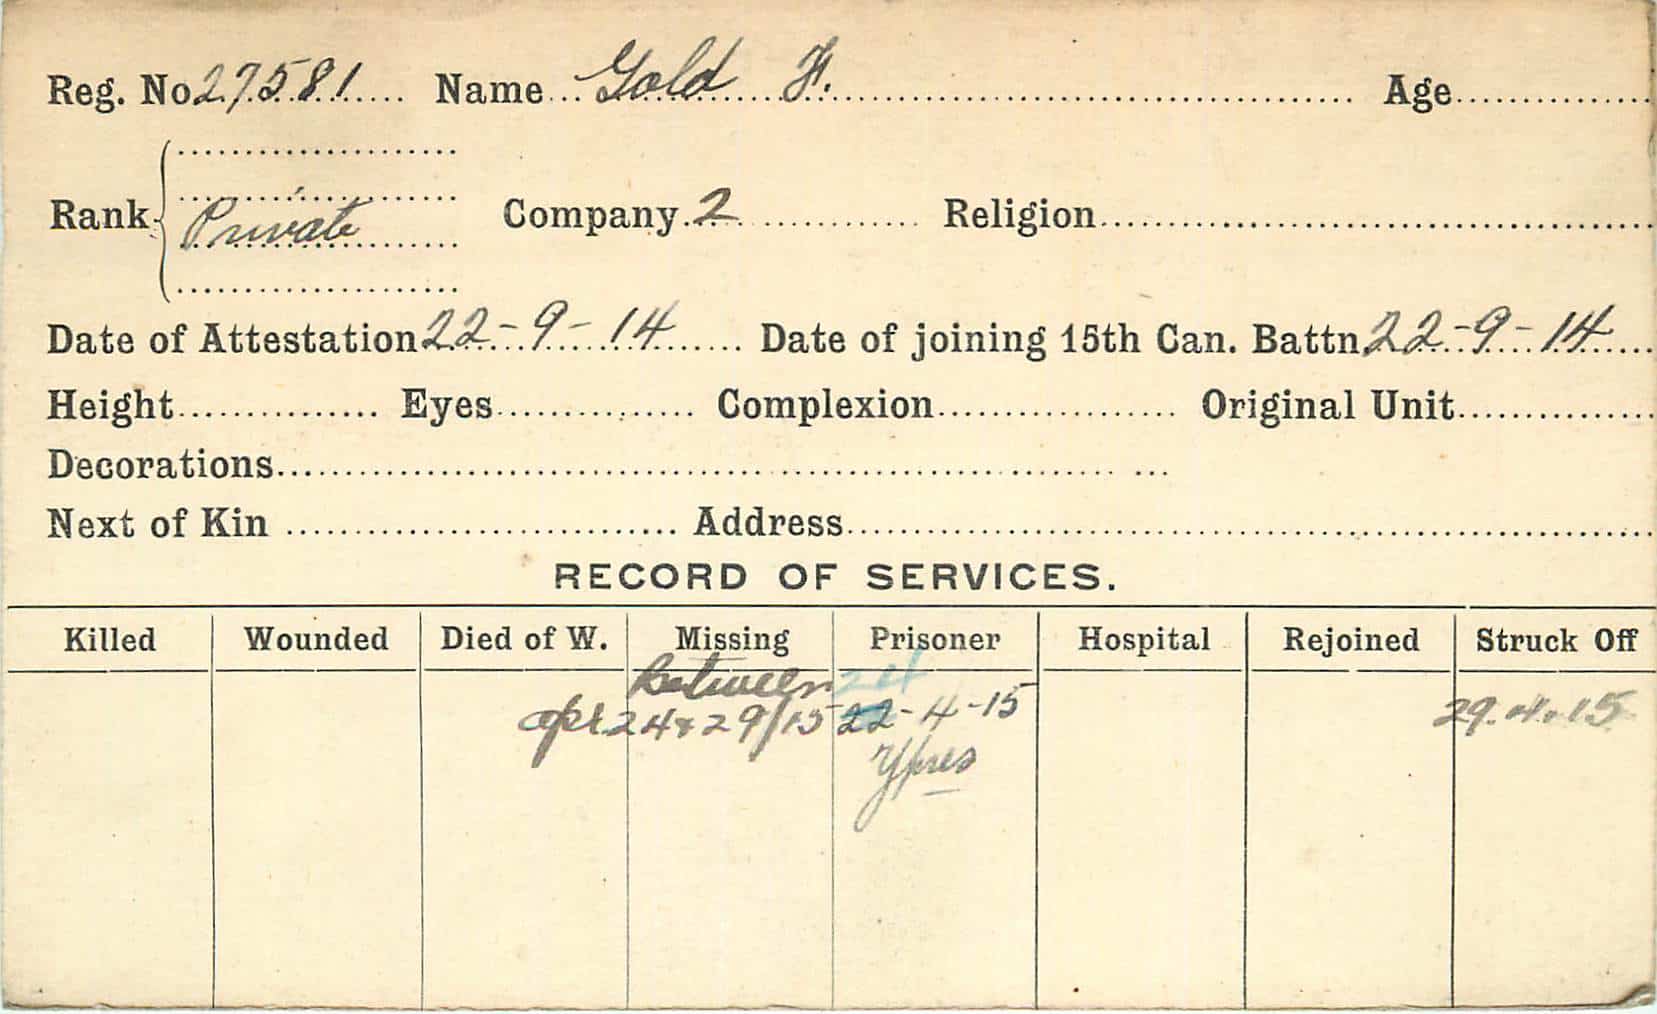 Reg. No 27581 Name Gold F. Age
Rank Private Company 2 Religion
Date of Attestation 22-9-14 Date of joining 15th Can. Battn 22-9-14
Height Eyes Complexion Original Unit
Decorations
Next of Kin Address
RECORD OF SERVICES.
Killed Wounded Died of W. Missing Prisoner Hospital Rejoined Struck Off
Between 24
Apr 24 & 29/15 22-4-15 29.4.15
Ypres